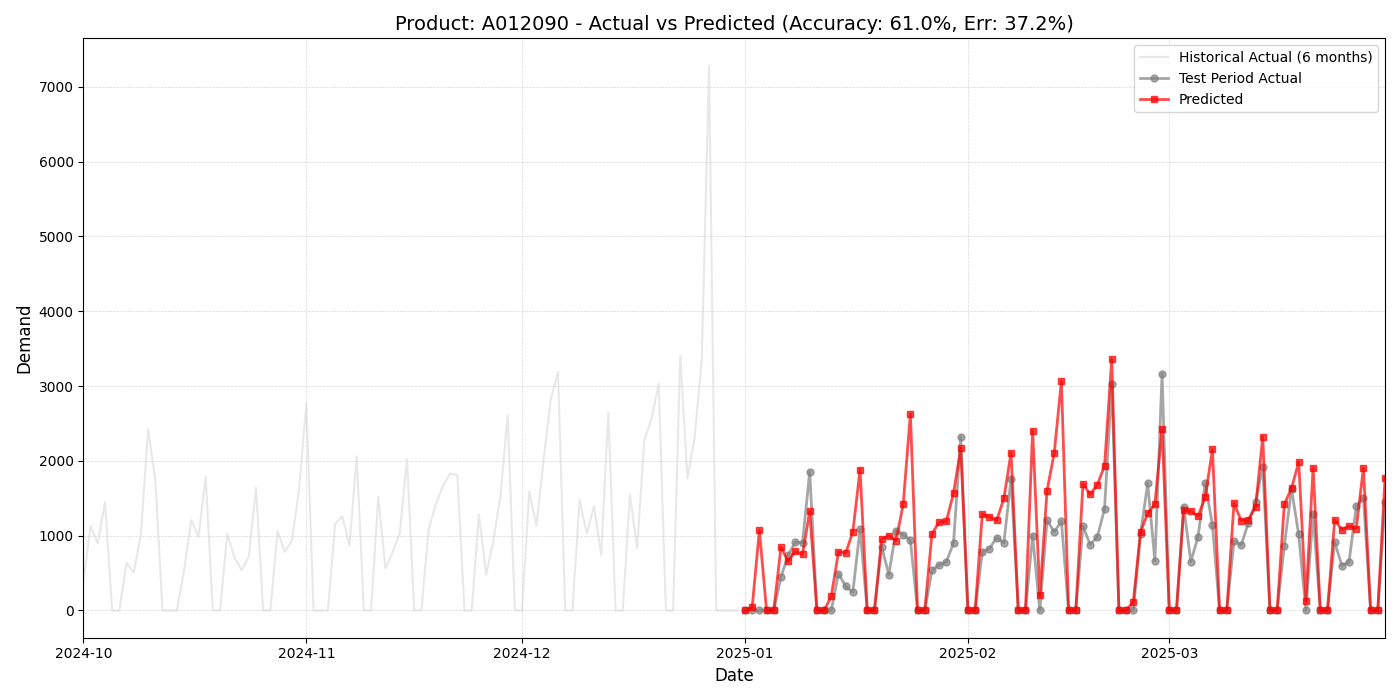 Product: A012090 - Actual vs Predicted (Accuracy: 61.0%, Err: 37.2%)
Historical Actual (6 months)
Test Period Actual
Predicted
7000
6000
5000
4000
3000
2000
1000
0
Demand
2024-10
2024-11
2024-12
2025-01
2025-02
2025-03
Date